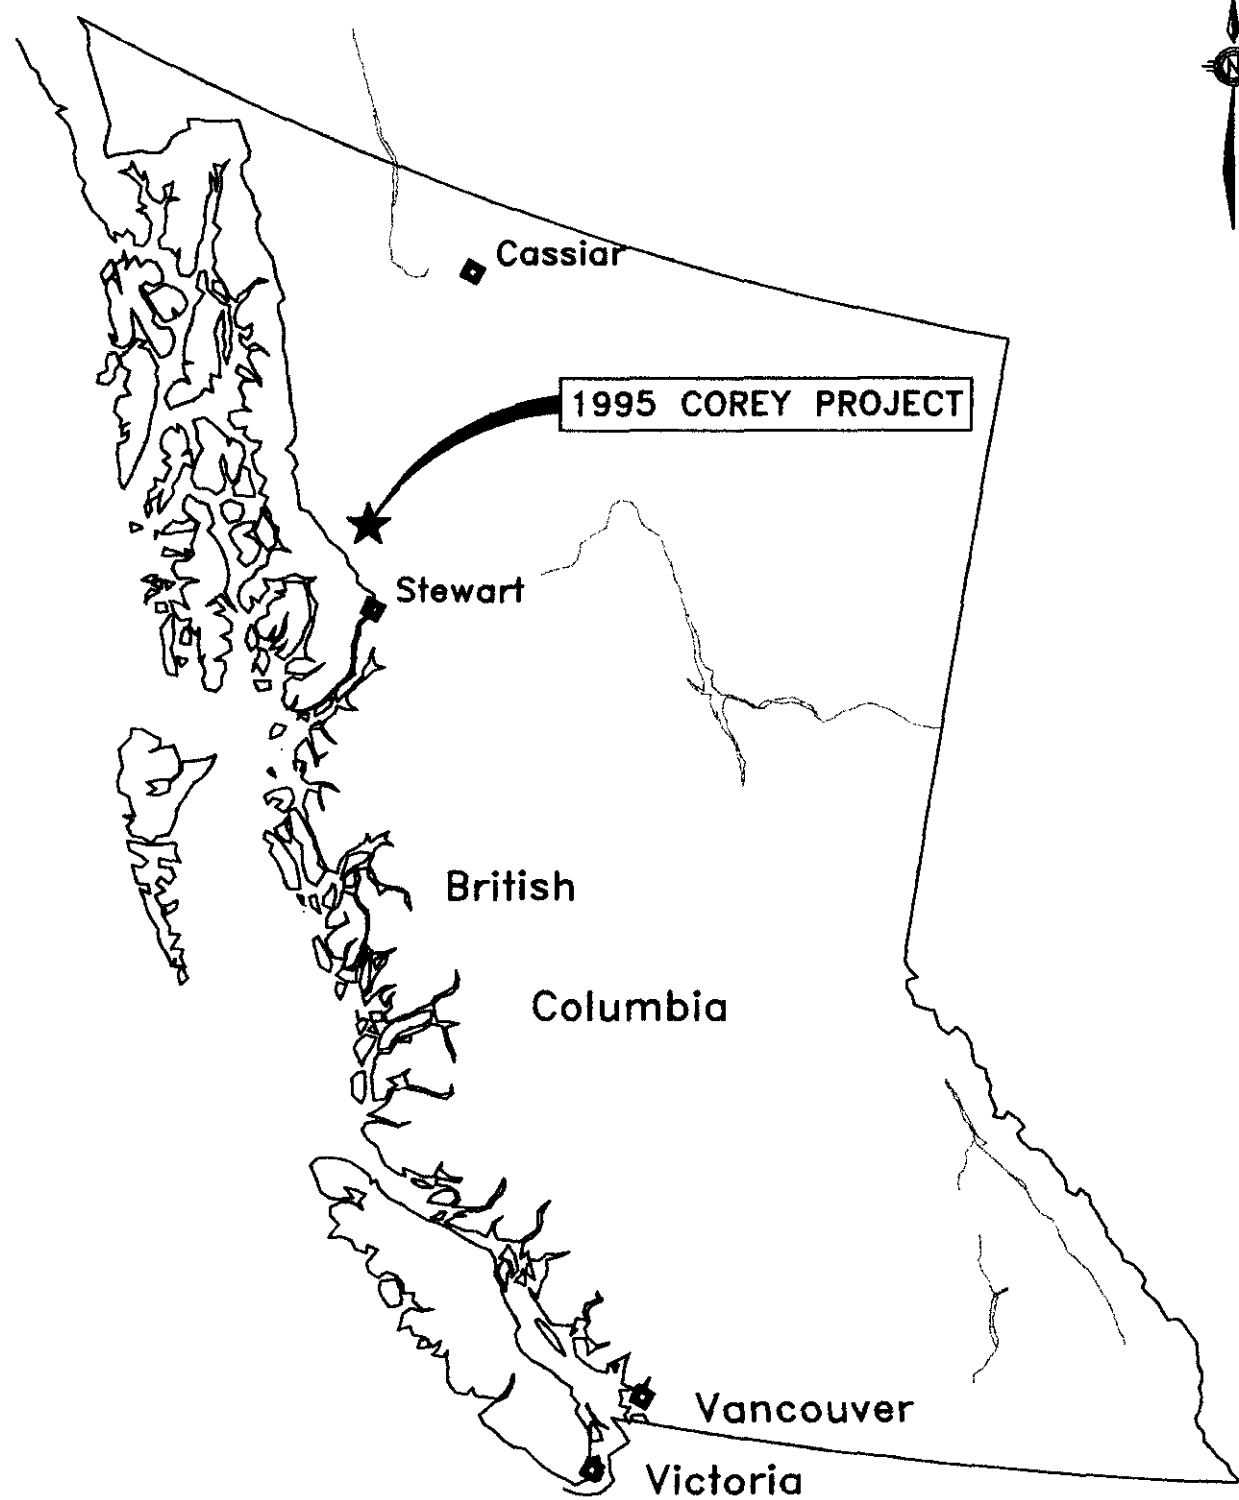 N
Cassiar
1995 COREY PROJECT
Stewart
British
Columbia
Vancouver
Victoria